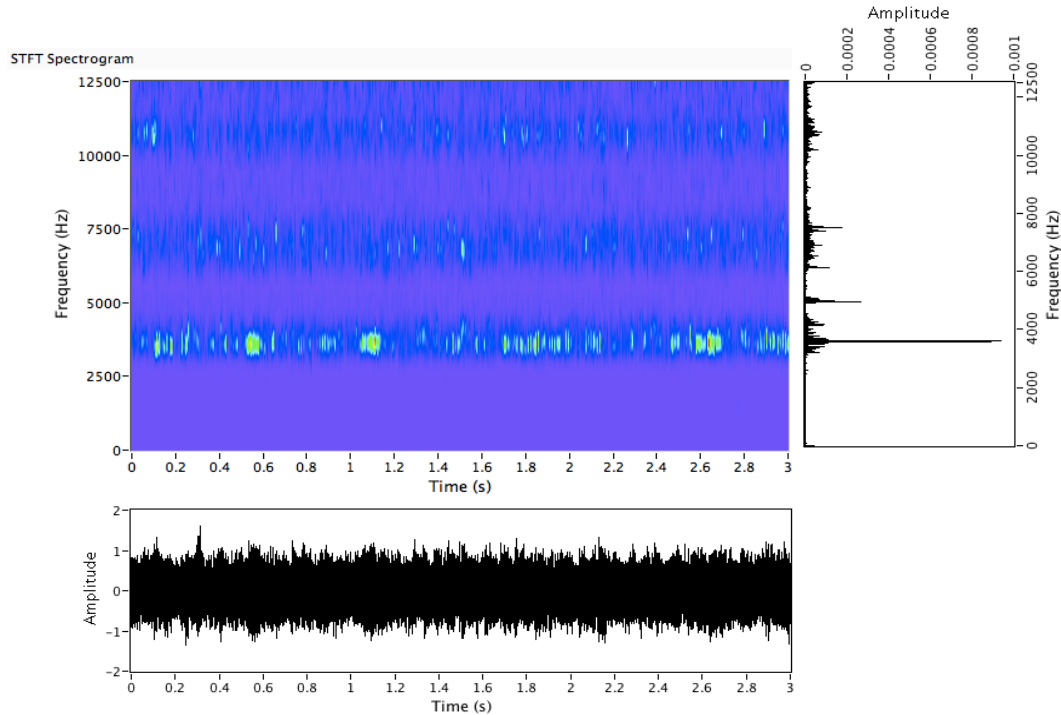 Amplitude
0 0.0002 0.0004 0.0006 0.0008 0.001
STFT Spectrogram
Frequency (Hz)
12500
10000
7500
5000
2500
0
0 0.2 0.4 0.6 0.8 1 1.2 1.4 1.6 1.8 2 2.2 2.4 2.6 2.8 3
Time (s)
12500
10000
8000
6000
4000
2000
0
Frequency (Hz)
Amplitude
2
1
0
-1
-2
0 0.2 0.4 0.6 0.8 1 1.2 1.4 1.6 1.8 2 2.2 2.4 2.6 2.8 3
Time (s)